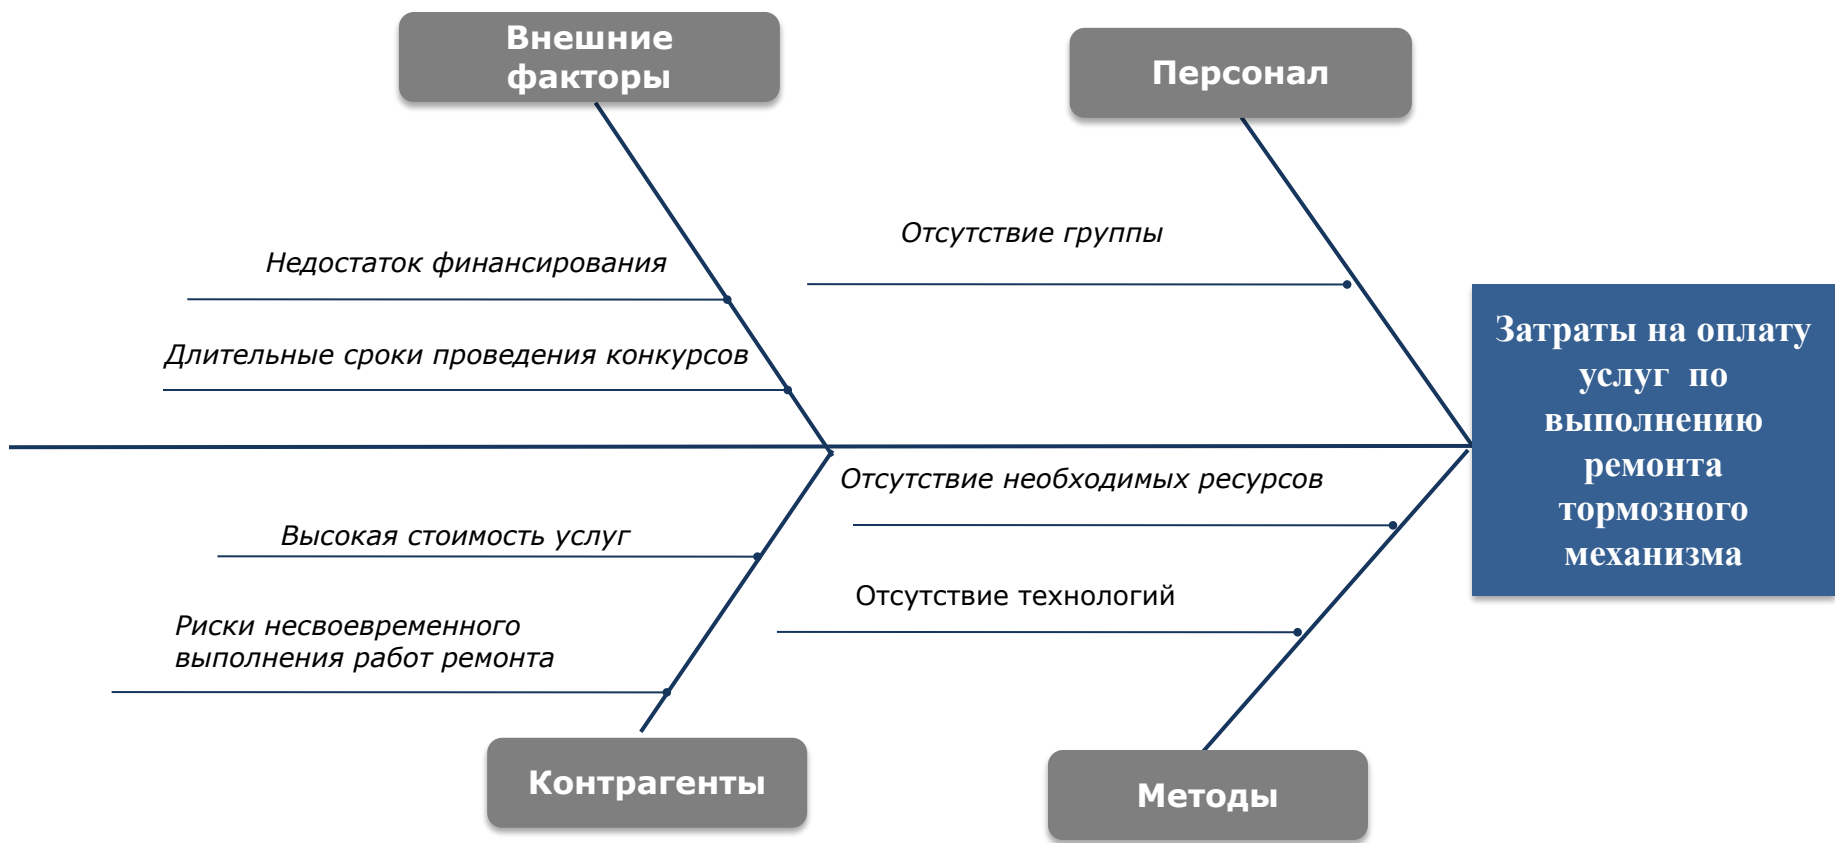 Внешние
факторы
Персонал
Недостаток финансирования
Длительные сроки проведения конкурсов
Отсутствие группы
Затраты на оплату
услуг по
выполнению
ремонта
тормозного
механизма
Отсутствие необходимых ресурсов
Отсутствие технологий
Высокая стоимость услуг
Риски несвоевременного
выполнения работ ремонта
Контрагенты
Методы